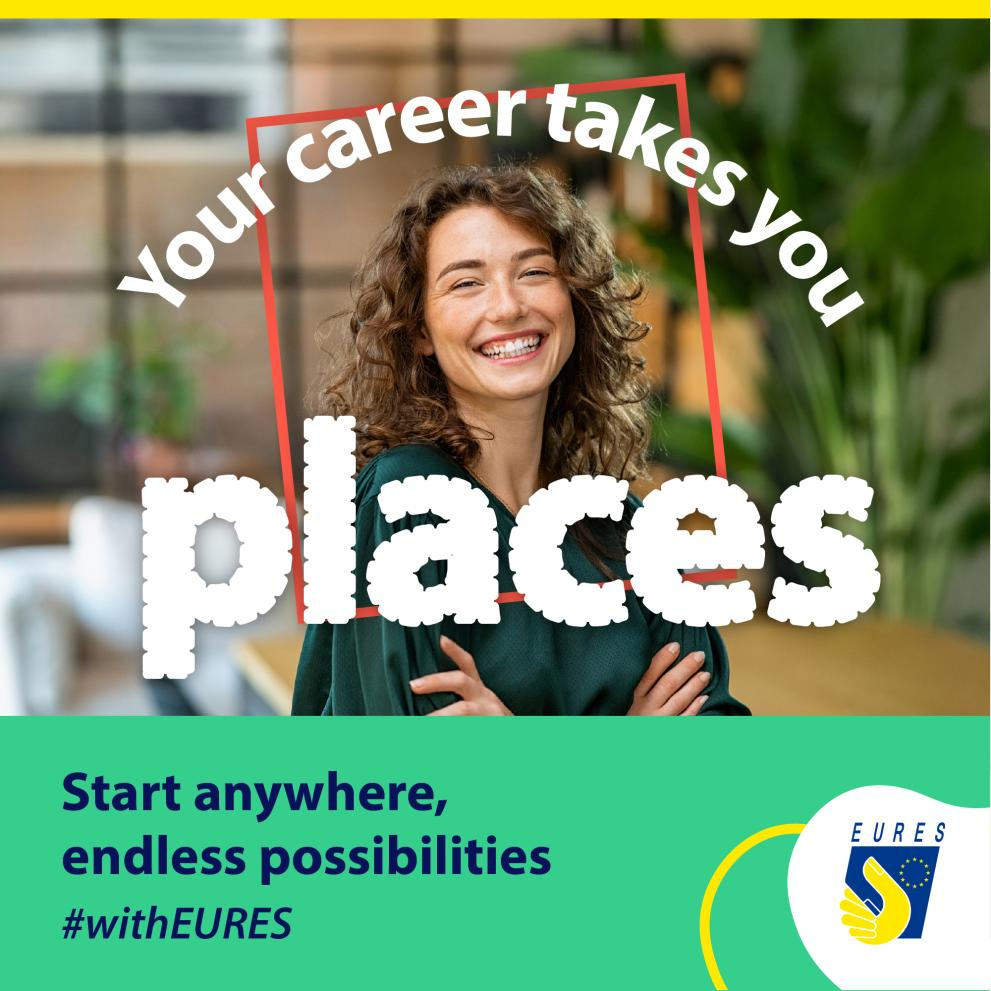 Your career takes you
places
Start anywhere,
endless possibilities
#withEURES
EURES